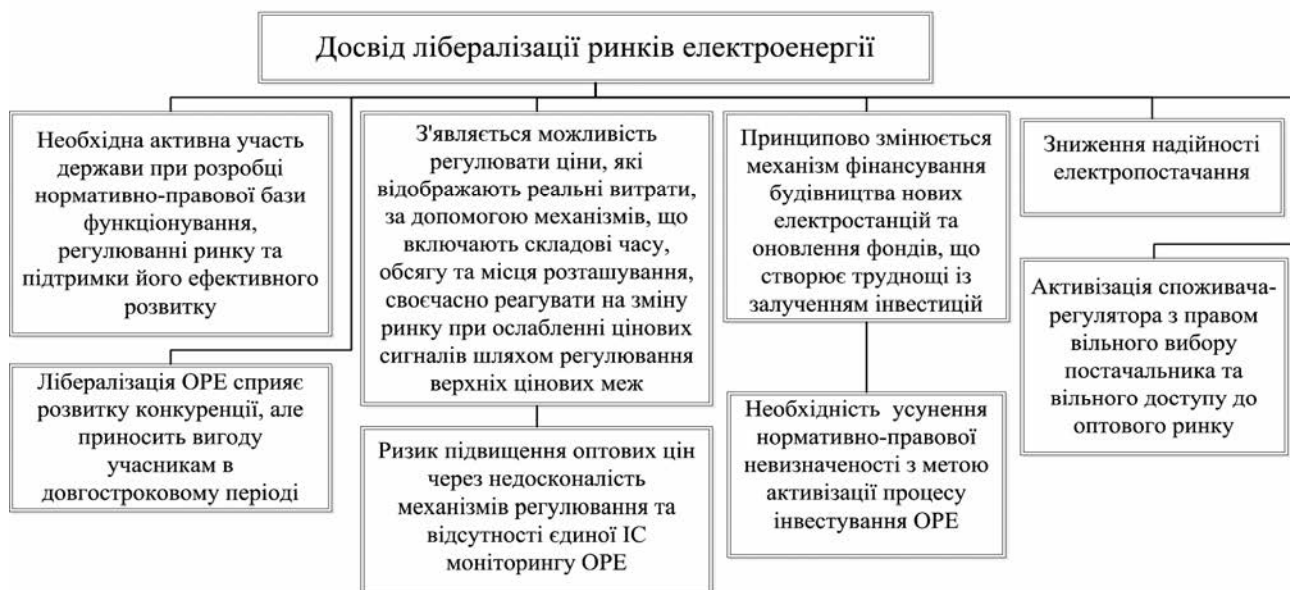 Досвід лібералізації ринків електроенергії
Необхідна активна участь
держави при розробці
нормативно-правової бази
функціонування,
регулюванні ринку та
підтримки його ефективного
розвитку
Лібералізація ОРЕ сприяє
розвитку конкуренції, але
приносить вигоду
учасникам в
довгостроковому періоді
З'являється можливість
регулювати ціни, які
відображають реальні витрати,
за допомогою механізмів, що
включають складові часу,
обсягу та місця розташування,
своєчасно реагувати на зміну
ринку при ослабленні цінових
сигналів шляхом регулювання
верхніх цінових меж
Ризик підвищення оптових цін
через недосконалість
механізмів регулювання та
відсутності єдиної ІС
моніторингу ОРЕ
Принципово змінюється
механізм фінансування
будівництва нових
електростанцій та
оновлення фондів, що
створює труднощі із
залученням інвестицій
Необхідність усунення
нормативно-правової
невизначеності з метою
активізації процесу
інвестування ОРЕ
Зниження надійності
електропостачання
Активізація споживача-
регулятора з правом
вільного вибору
постачальника та
вільного доступу до
оптового ринку